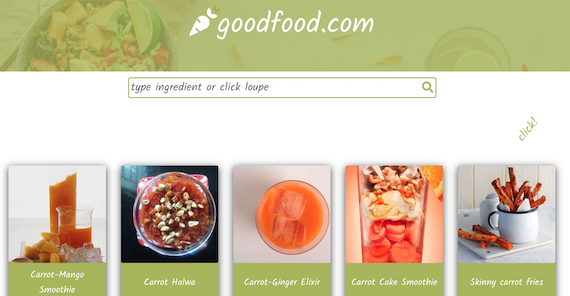 goodfood.com
type ingredient or click loupe
click!
Carrot-Mango
Smoothie
Carrot Halwa
Carrot-Ginger Elixir
Carrot Cake Smoothie
Skinny carrot fries